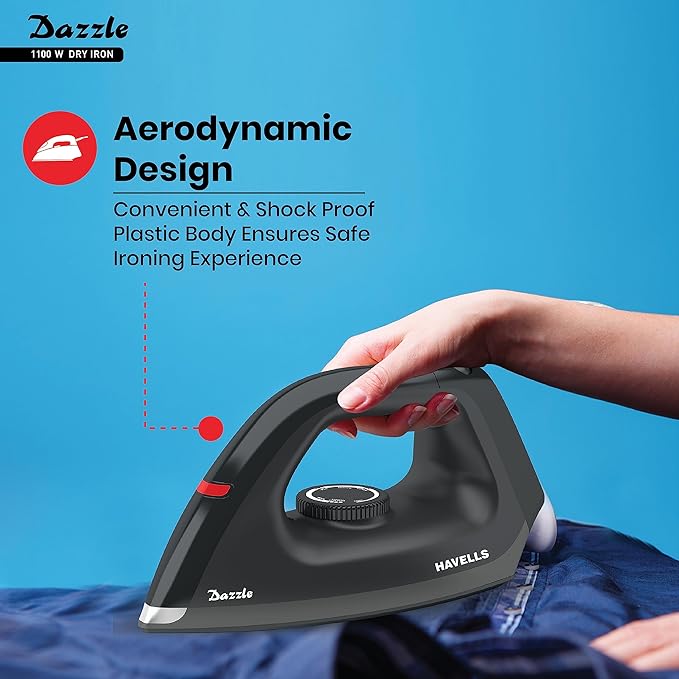 Dazzle
1100 W DRY IRON
Aerodynamic
Design
Convenient & Shock Proof
Plastic Body Ensures Safe
Ironing Experience
HAVELLS
Dazzle